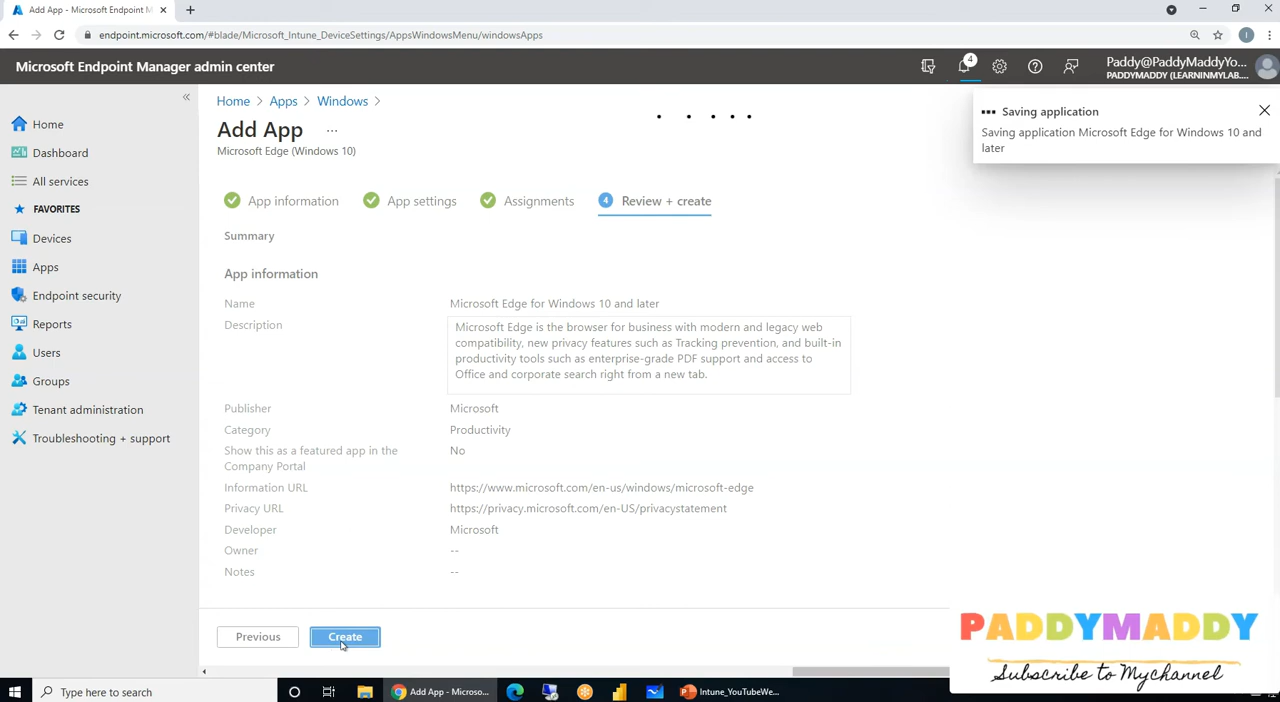 Add App - Microsoft Endpoint M
endpoint.microsoft.com/#blade/Microsoft_Intune_DeviceSettings/AppsWindowsMenu/windowsApps
I
Microsoft Endpoint Manager admin center
4
Paddy@PaddyMaddyYo...
PADDYMADDY (LEARNINMYLAB....
Home > Apps > Windows >
Add App ...
Microsoft Edge (Windows 10)
Saving application
Saving application Microsoft Edge for Windows 10 and
later
Home
Dashboard
All services
FAVORITES
Devices
Apps
Endpoint security
Reports
Users
Groups
Tenant administration
Troubleshooting + support
App information
App settings
Assignments
4 Review + create
Summary
App information
Name Microsoft Edge for Windows 10 and later
Description
Microsoft Edge is the browser for business with modern and legacy web
compatibility, new privacy features such as Tracking prevention, and built-in
productivity tools such as enterprise-grade PDF support and access to
Office and corporate search right from a new tab.
Publisher Microsoft
Category Productivity
Show this as a featured app in the No
Company Portal
Information URL https://www.microsoft.com/en-us/windows/microsoft-edge
Privacy URL https://privacy.microsoft.com/en-US/privacystatement
Developer Microsoft
Owner --
Notes --
Previous
Create
PADDYMADDY
Subscribe to Mychannel
Type here to search
Add App - Microso...
Intune_YouTubeWe...